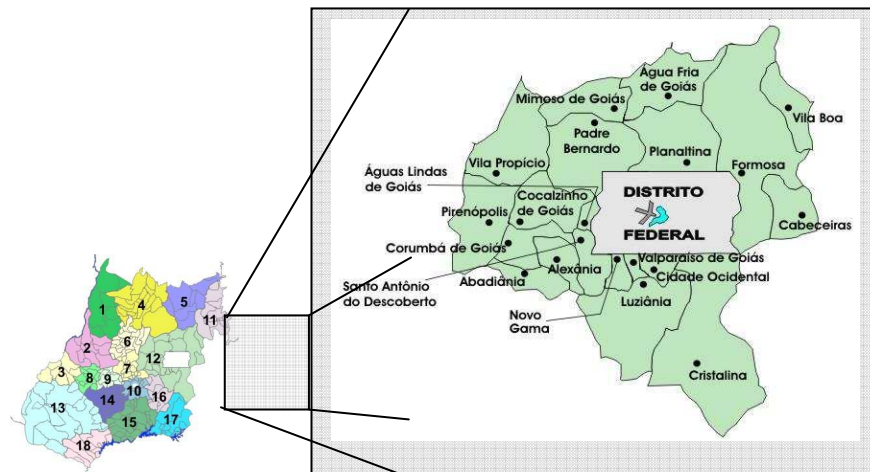 Água Fria
de Goiás
Mimoso de Goiás
Vila Boa
Padre
Bernardo
Planaltina
Vila Propício
Formosa
Águas Lindas
de Goiás
Cocalzinho
de Goiás
DISTRITO
FEDERAL
Pirenópolis
Cabeceiras
Corumbá de Goiás
Valparaíso de Goiás
Alexânia
Cidade Ocidental
Abadiânia
Santo Antônio
do Descoberto
Luziânia
Novo
Gama
Cristalina
1
4
5
11
6
2
12
3
8
9
7
10
16
13
14
15
17
18